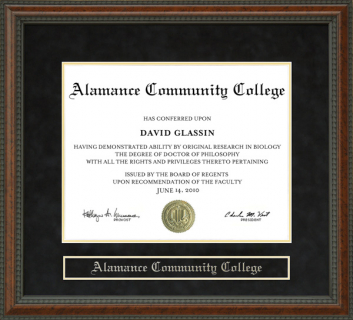 Alamance Community College
HAS CONFERRED UPON
DAVID GLASSIN
HAVING DEMONSTRATED ABILITY BY ORIGINAL RESEARCH IN BIOLOGY
THE DEGREE OF DOCTOR OF PHILOSOPHY
WITH ALL THE RIGHTS AND PRIVILEGES THERETO PERTAINING
ISSUED BY THE BOARD OF REGENTS
UPON RECOMMENDATION OF THE FACULTY
JUNE 14, 2010
PROVOST
PRESIDENT
Alamance Community College